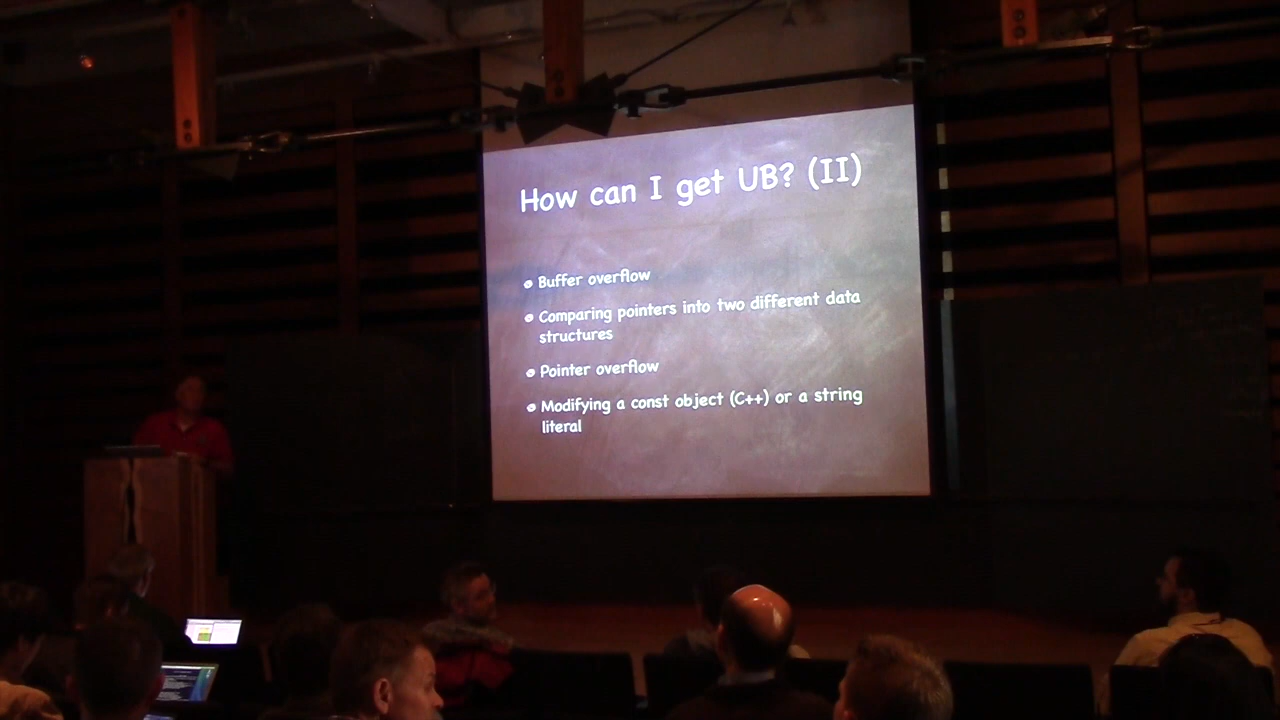 How can I get UB? (II)
Buffer overflow
Comparing pointers into two different data
structures
Pointer overflow
Modifying a const object (C++) or a string
literal